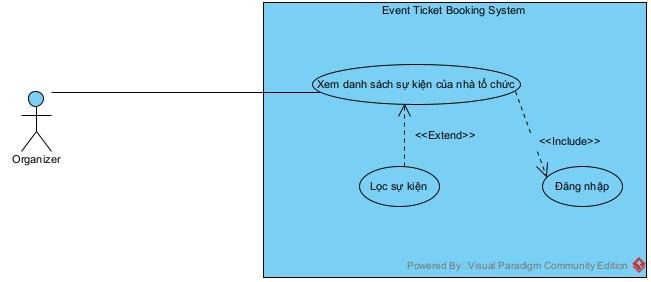 Event Ticket Booking System
Xem danh sách sự kiện của nhà tổ chức
<<Extend>>
<<Include>>
Organizer
Lọc sự kiện
Đăng nhập
Powered By Visual Paradigm Community Edition